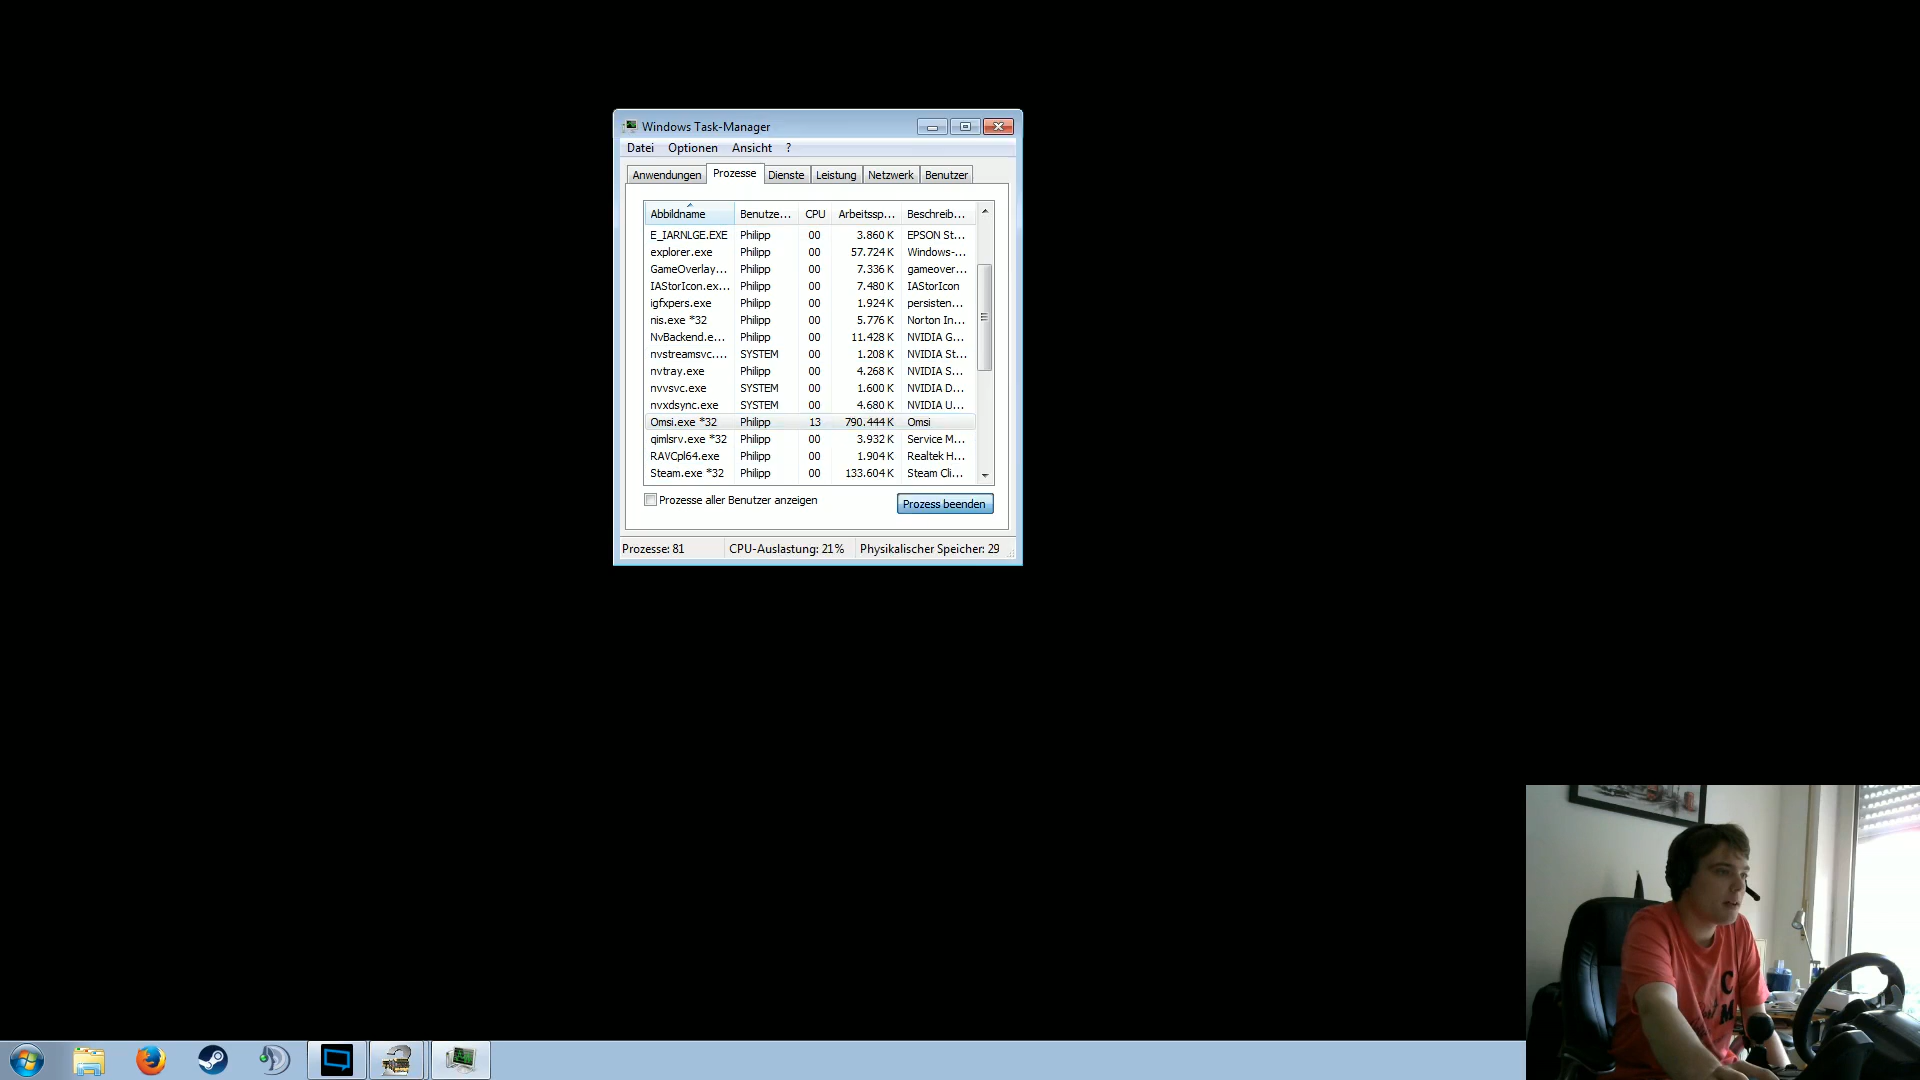 Windows Task-Manager
Datei Optionen Ansicht ?
Anwendungen Prozesse Dienste Leistung Netzwerk Benutzer
Abbildname Benutze... CPU Arbeitssp... Beschreib...
E_IARNLGE.EXE Philipp 00 3.860 K EPSON St...
explorer.exe Philipp 00 57.724 K Windows-...
GameOverlay... Philipp 00 7.336 K gameover...
IAStorIcon.ex... Philipp 00 7.480 K IAStorIcon
igfxpers.exe Philipp 00 1.924 K persisten...
nis.exe *32 Philipp 00 5.776 K Norton In...
NvBackend.e... Philipp 00 11.428 K NVIDIA G...
nvstreamsvc.... SYSTEM 00 1.208 K NVIDIA St...
nvtray.exe Philipp 00 4.268 K NVIDIA S...
nvvsvc.exe SYSTEM 00 1.600 K NVIDIA D...
nvxdsync.exe SYSTEM 00 4.680 K NVIDIA U...
Omsi.exe *32 Philipp 13 790.444 K Omsi
qimlsrv.exe *32 Philipp 00 3.932 K Service M...
RAVCpl64.exe Philipp 00 1.904 K Realtek H...
Steam.exe *32 Philipp 00 133.604 K Steam Cli...
Prozesse aller Benutzer anzeigen Prozess beenden
Prozesse: 81 CPU-Auslastung: 21% Physikalischer Speicher: 29